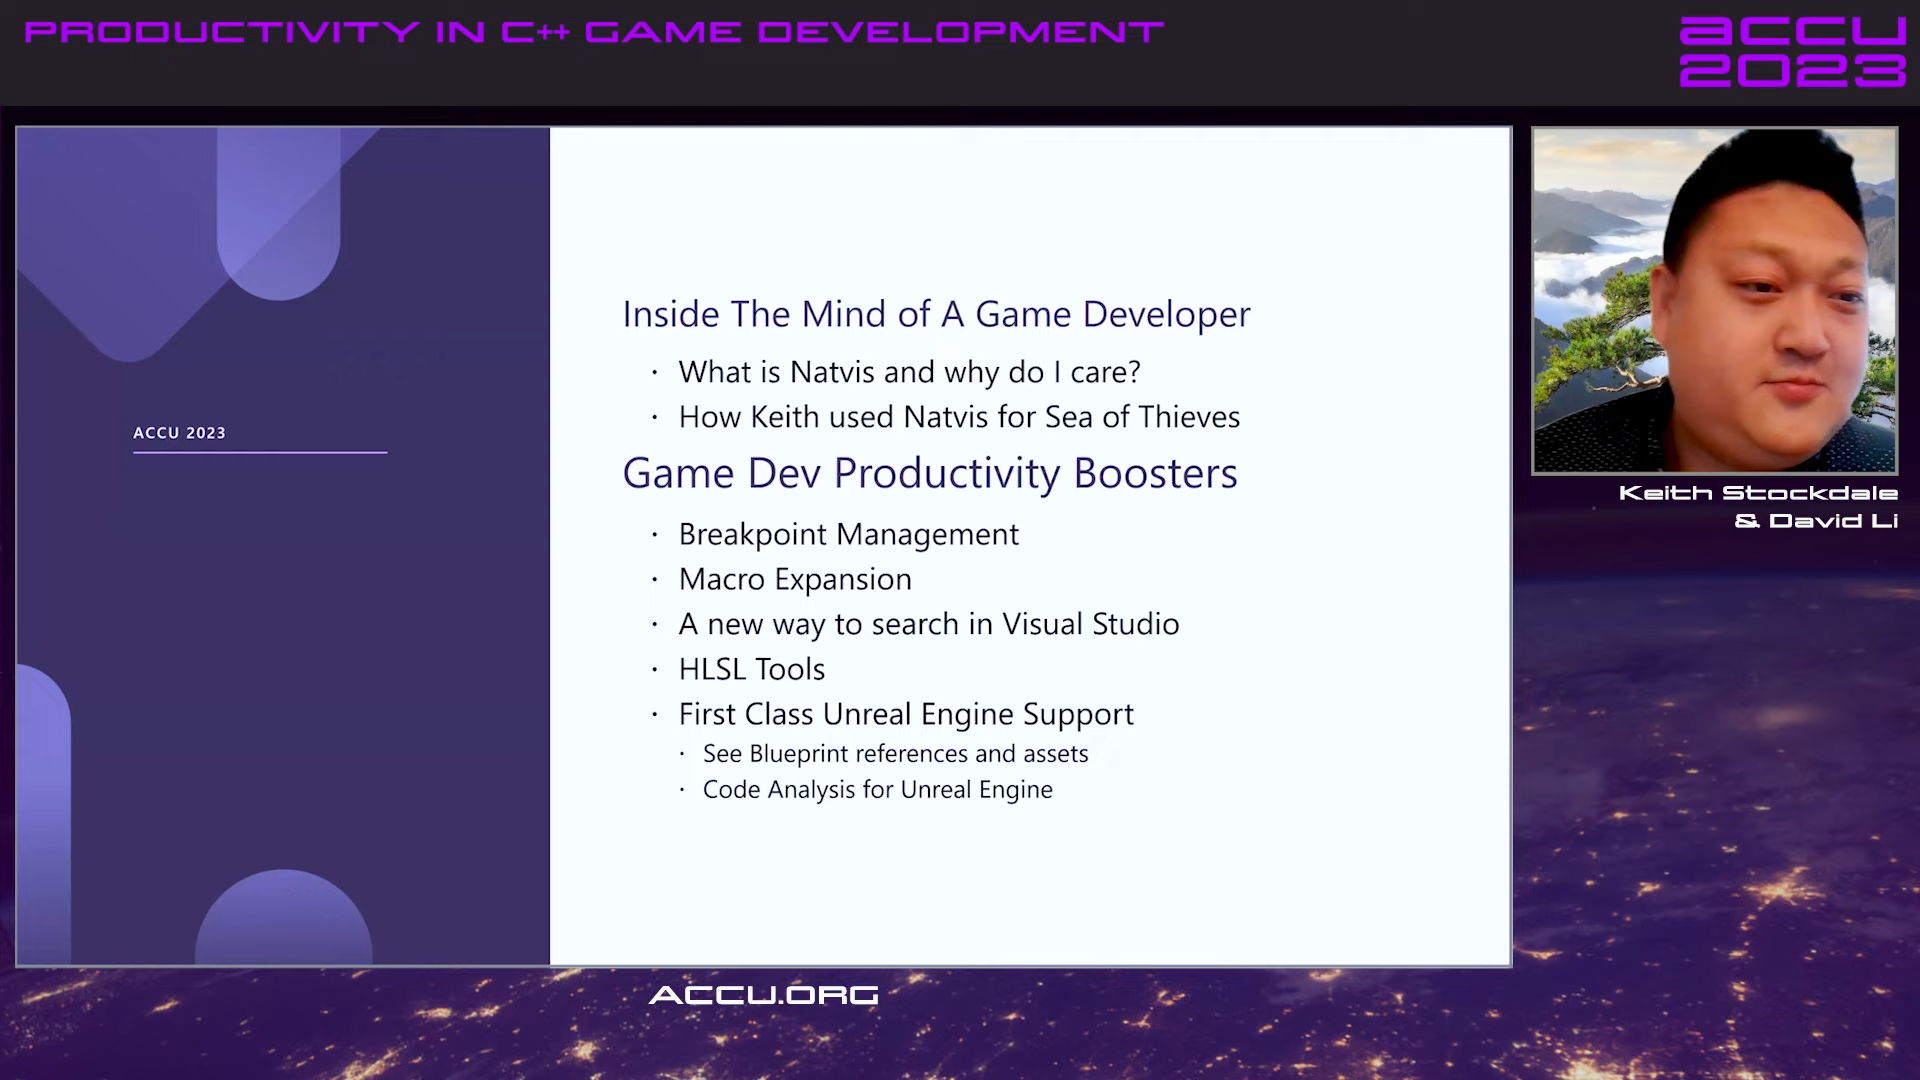 PRODUCTIVITY IN C++ GAME DEVELOPMENT
accu
2023
ACCU 2023
Inside The Mind of A Game Developer
· What is Natvis and why do I care?
· How Keith used Natvis for Sea of Thieves
Game Dev Productivity Boosters
· Breakpoint Management
· Macro Expansion
· A new way to search in Visual Studio
· HLSL Tools
· First Class Unreal Engine Support
· See Blueprint references and assets
· Code Analysis for Unreal Engine
Keith Stockdale
& David Li
ACCU.ORG